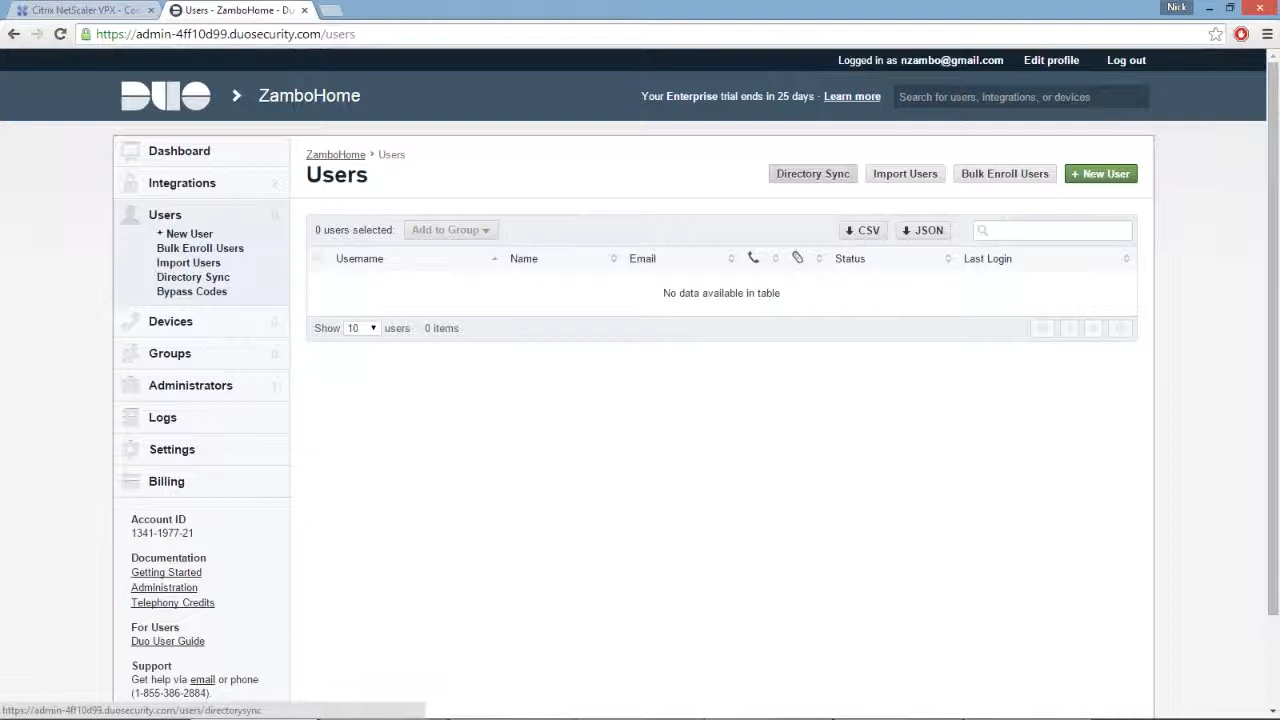 Citrix NetScaler VPX - Co
Users - ZamboHome - Du
Nick
https://admin-4ff10d99.duosecurity.com/users
Logged in as nzambo@gmail.com
Edit profile
Log out
DUO
ZamboHome
Your Enterprise trial ends in 25 days · Learn more
Search for users, integrations, or devices
Dashboard
Integrations
Users
+ New User
Bulk Enroll Users
Import Users
Directory Sync
Bypass Codes
Devices
Groups
Administrators
Logs
Settings
Billing
Account ID
1341-1977-21
Documentation
Getting Started
Administration
Telephony Credits
For Users
Duo User Guide
Support
Get help via email or phone
(1-855-386-2884).
ZamboHome › Users
Users
Directory Sync
Import Users
Bulk Enroll Users
+ New User
0 users selected:
Add to Group
CSV
JSON
Username
Name
Email
Status
Last Login
No data available in table
Show 10 users
0 items
https://admin-4ff10d99.duosecurity.com/users/directorysync